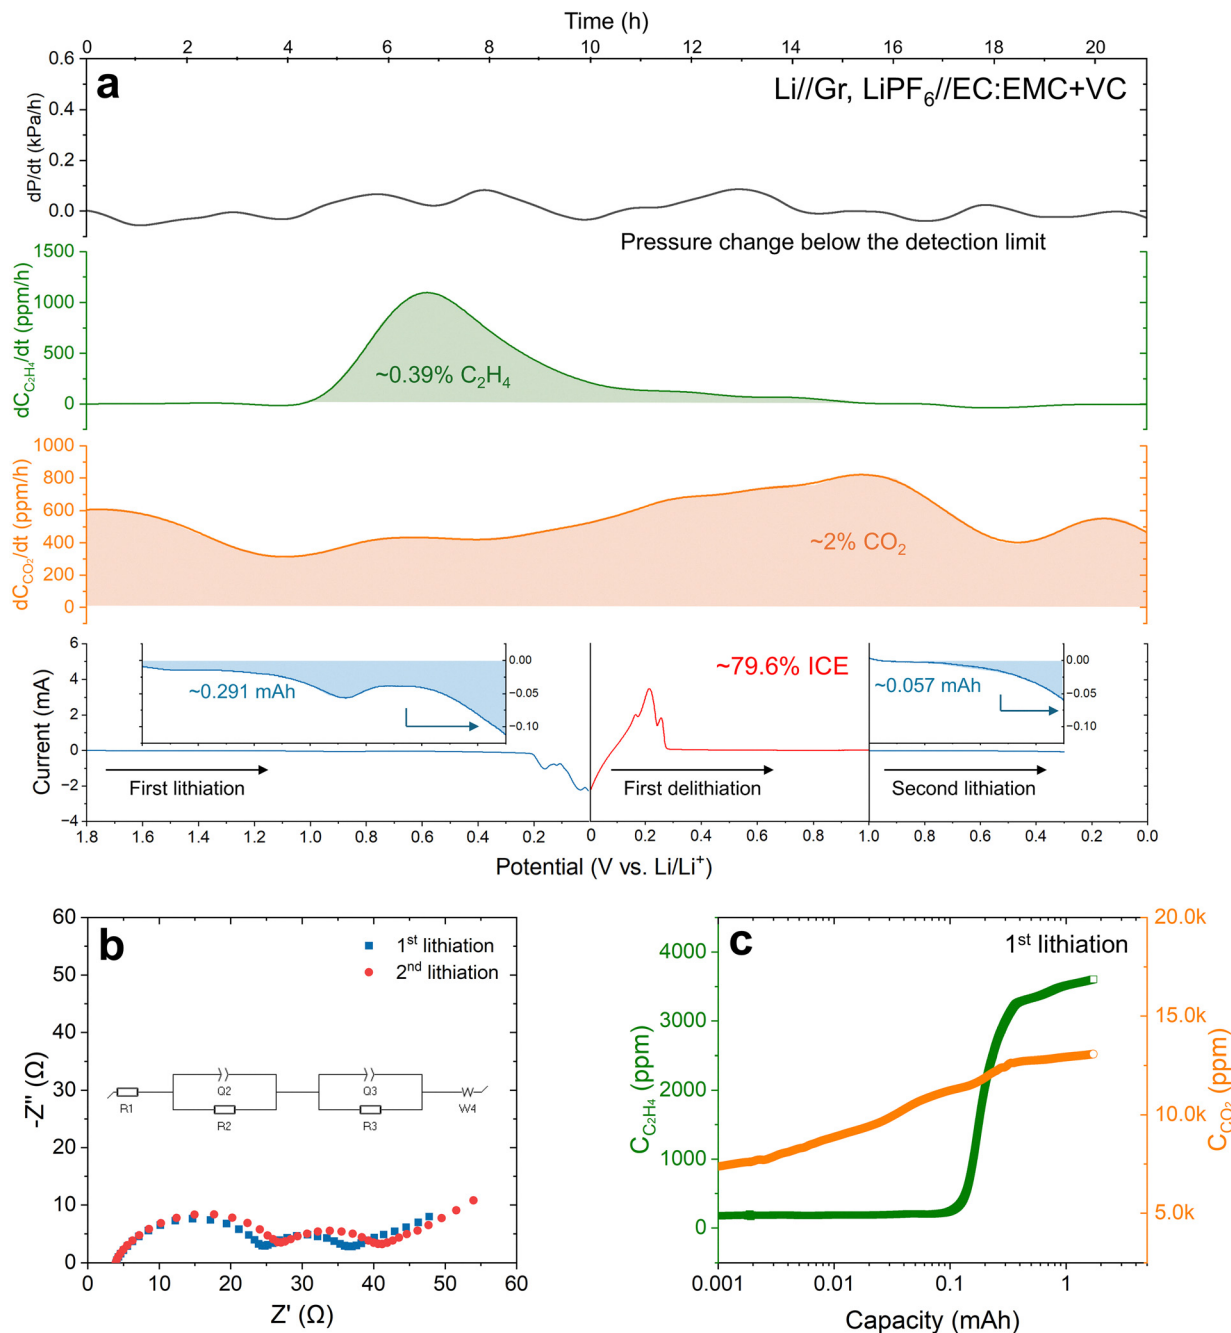 Time (h)
0 2 4 6 8 10 12 14 16 18 20
a
Li//Gr, LiPF₆//EC:EMC+VC
dP/dt (kPa/h)
0.6
0.4
0.2
0.0
Pressure change below the detection limit
dC_C₂H₄/dt (ppm/h)
1500
1000
500
0
~0.39% C₂H₄
dC_CO₂/dt (ppm/h)
1000
800
600
400
200
0
~2% CO₂
Current (mA)
6
4
2
0
−2
−4
~0.291 mAh
0.00
−0.05
−0.10
First lithiation
~79.6% ICE
First delithiation
~0.057 mAh
0.00
−0.05
−0.10
Second lithiation
1.8 1.6 1.4 1.2 1.0 0.8 0.6 0.4 0.2 0 0.2 0.4 0.6 0.8 1.0 0.8 0.6 0.4 0.2 0.0
Potential (V vs. Li/Li⁺)
b
1ˢᵗ lithiation
2ⁿᵈ lithiation
-Z'' (Ω)
60
50
40
30
20
10
0
R1
Q2
R2
Q3
R3
W4
0 10 20 30 40 50 60
Z' (Ω)
c
1ˢᵗ lithiation
C_C₂H₄ (ppm)
4000
3000
2000
1000
0
20.0k
15.0k
10.0k
5.0k
C_CO₂ (ppm)
0.001 0.01 0.1 1
Capacity (mAh)